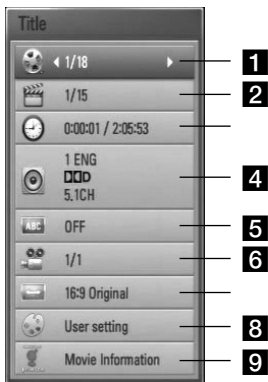 Title
1/18 1
1/15 2
0:00:01 / 2:05:53
1 ENG
DD D
5.1CH
4
ABC OFF 5
1/1 6
16:9 Original
User setting 8
Movie Information 9